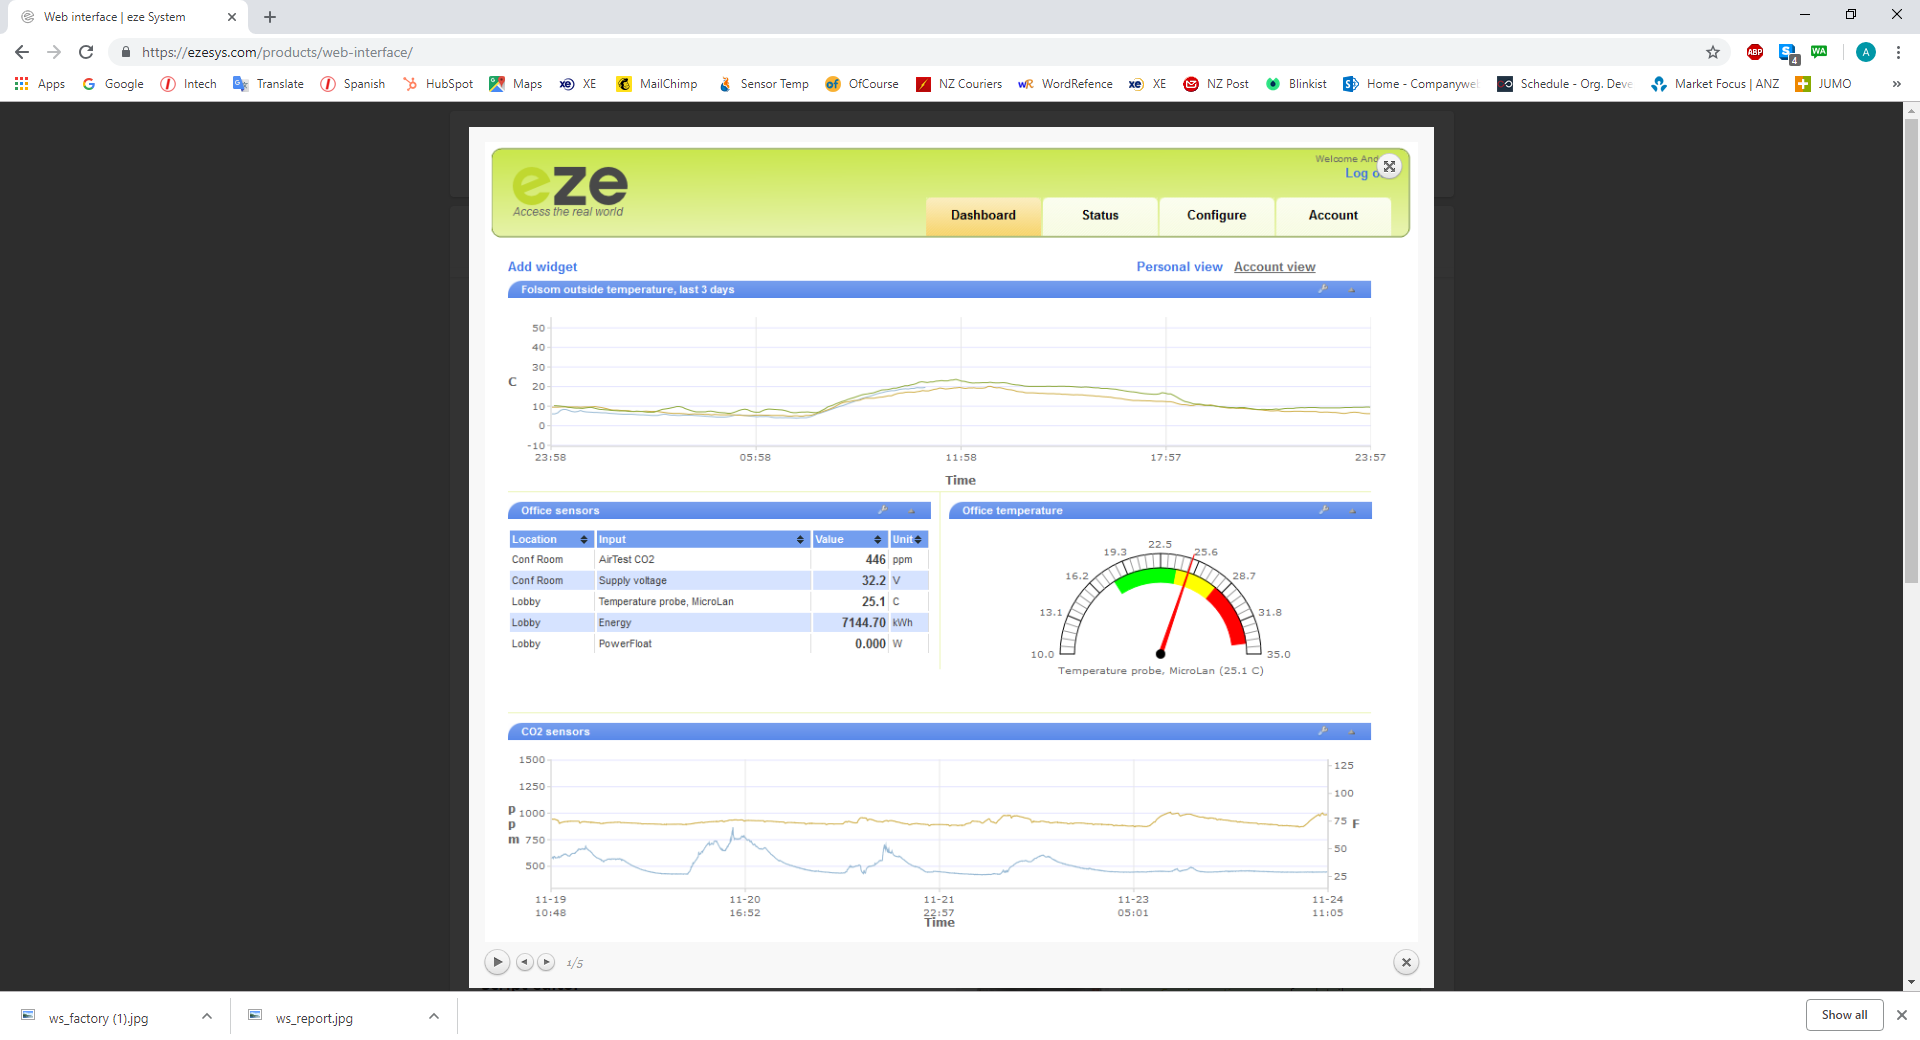 Web interface | eze System
https://ezesys.com/products/web-interface/
ABP
S
4
WA
A
Apps Google Intech Translate Spanish HubSpot Maps XE MailChimp Sensor Temp OfCourse NZ Couriers WordRefence XE NZ Post Blinkist Home - Companywe Schedule - Org. Deve Market Focus | ANZ JUMO »
Welcome And
Log o
eze
Access the real world
Dashboard Status Configure Account
Add widget
Personal view Account view
Folsom outside temperature, last 3 days
50
40
30
C
20
10
0
-10
23:58 05:58 11:58 17:57 23:57
Time
Office sensors
Location Input Value Unit
Conf Room AirTest CO2 446 ppm
Conf Room Supply voltage 32.2 V
Lobby Temperature probe, MicroLan 25.1 C
Lobby Energy 7144.70 kWh
Lobby PowerFloat 0.000 W
Office temperature
10.0 13.1 16.2 19.3 22.5 25.6 28.7 31.8 35.0
Temperature probe, MicroLan (25.1 C)
CO2 sensors
1500
1250
1000
750
500
p
p
m
125
100
75
50
25
F
11-19 11-20 11-21 11-23 11-24
10:48 16:52 22:57 05:01 11:05
Time
1/5
ws_factory (1).jpg
ws_report.jpg
Show all